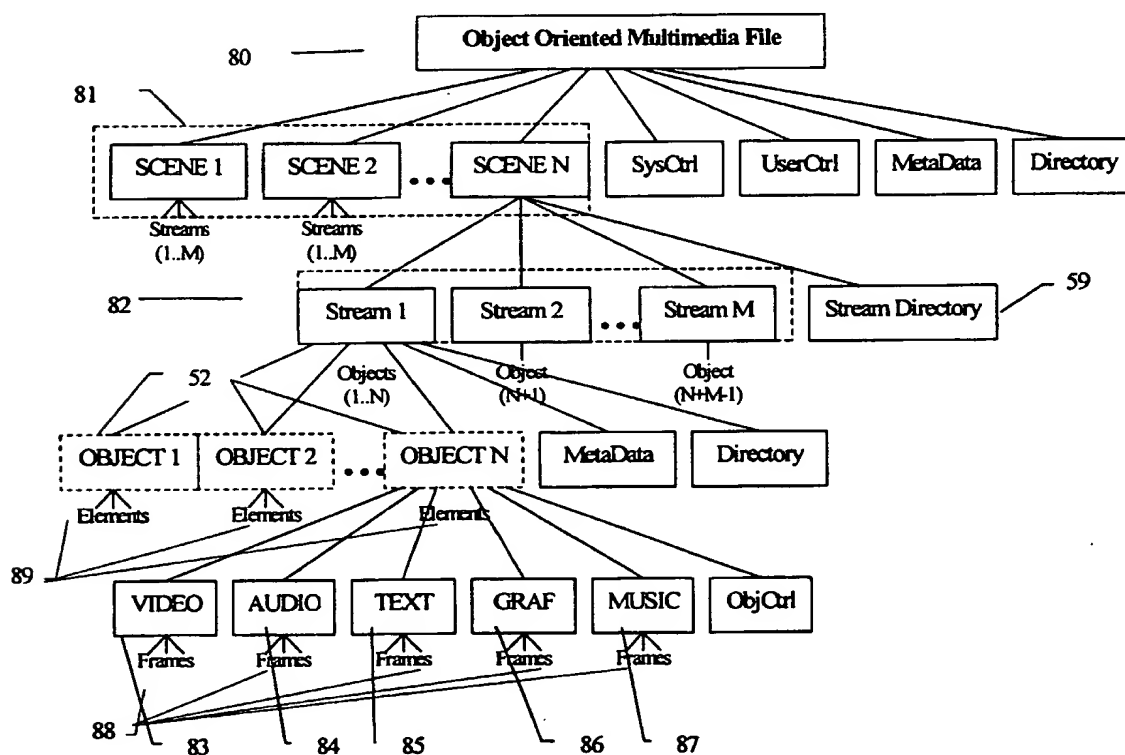 Object Oriented Multimedia File
80
81
SCENE 1
SCENE 2
SCENE N
SysCtrl
UserCtrl
MetaData
Directory
Streams
(1..M)
Streams
(1..M)
82
Stream 1
Stream 2
Stream M
Stream Directory
59
52
Objects
(1..N)
Object
(N+1)
Object
(N+M-1)
OBJECT 1
OBJECT 2
OBJECT N
MetaData
Directory
Elements
Elements
Elements
89
VIDEO
AUDIO
TEXT
GRAF
MUSIC
ObjCtrl
Frames
Frames
Frames
Frames
Frames
88
83
84
85
86
87